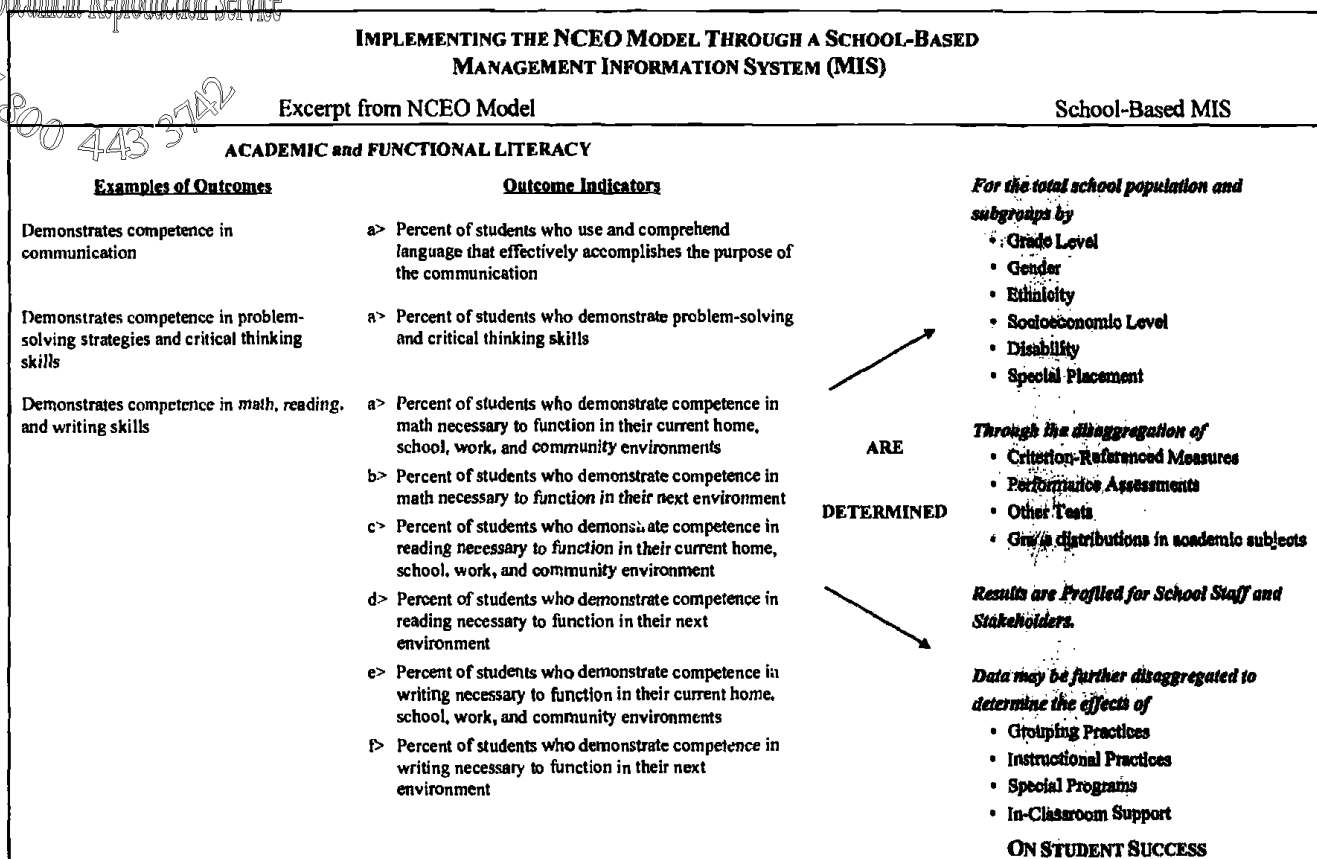 Document Reproduction Service
800 443 3742
IMPLEMENTING THE NCEO MODEL THROUGH A SCHOOL-BASED
MANAGEMENT INFORMATION SYSTEM (MIS)
Excerpt from NCEO Model
School-Based MIS
ACADEMIC and FUNCTIONAL LITERACY
Examples of Outcomes
Outcome Indicators
Demonstrates competence in
communication
a> Percent of students who use and comprehend
language that effectively accomplishes the purpose of
the communication
Demonstrates competence in problem-
solving strategies and critical thinking
skills
a> Percent of students who demonstrate problem-solving
and critical thinking skills
Demonstrates competence in math, reading,
and writing skills
a> Percent of students who demonstrate competence in
math necessary to function in their current home,
school, work, and community environments
b> Percent of students who demonstrate competence in
math necessary to function in their next environment
c> Percent of students who demonstrate competence in
reading necessary to function in their current home,
school, work, and community environment
d> Percent of students who demonstrate competence in
reading necessary to function in their next
environment
e> Percent of students who demonstrate competence in
writing necessary to function in their current home,
school, work, and community environments
f> Percent of students who demonstrate competence in
writing necessary to function in their next
environment
ARE
DETERMINED
For the total school population and
subgroups by
• Grade Level
• Gender
• Ethnicity
• Socioeconomic Level
• Disability
• Special Placement
Through the disaggregation of
• Criterion-Referenced Measures
• Performance Assessments
• Other Tests
• Grade distributions in academic subjects
Results are Profiled for School Staff and
Stakeholders.
Data may be further disaggregated to
determine the effects of
• Grouping Practices
• Instructional Practices
• Special Programs
• In-Classroom Support
ON STUDENT SUCCESS